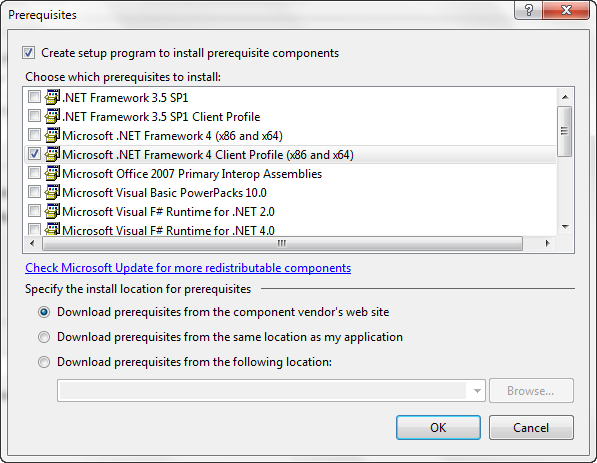 Prerequisites
Create setup program to install prerequisite components
Choose which prerequisites to install:
.NET Framework 3.5 SP1
.NET Framework 3.5 SP1 Client Profile
Microsoft .NET Framework 4 (x86 and x64)
Microsoft .NET Framework 4 Client Profile (x86 and x64)
Microsoft Office 2007 Primary Interop Assemblies
Microsoft Visual Basic PowerPacks 10.0
Microsoft Visual F# Runtime for .NET 2.0
Microsoft Visual F# Runtime for .NET 4.0
Check Microsoft Update for more redistributable components
Specify the install location for prerequisites
Download prerequisites from the component vendor's web site
Download prerequisites from the same location as my application
Download prerequisites from the following location:
Browse...
OK Cancel